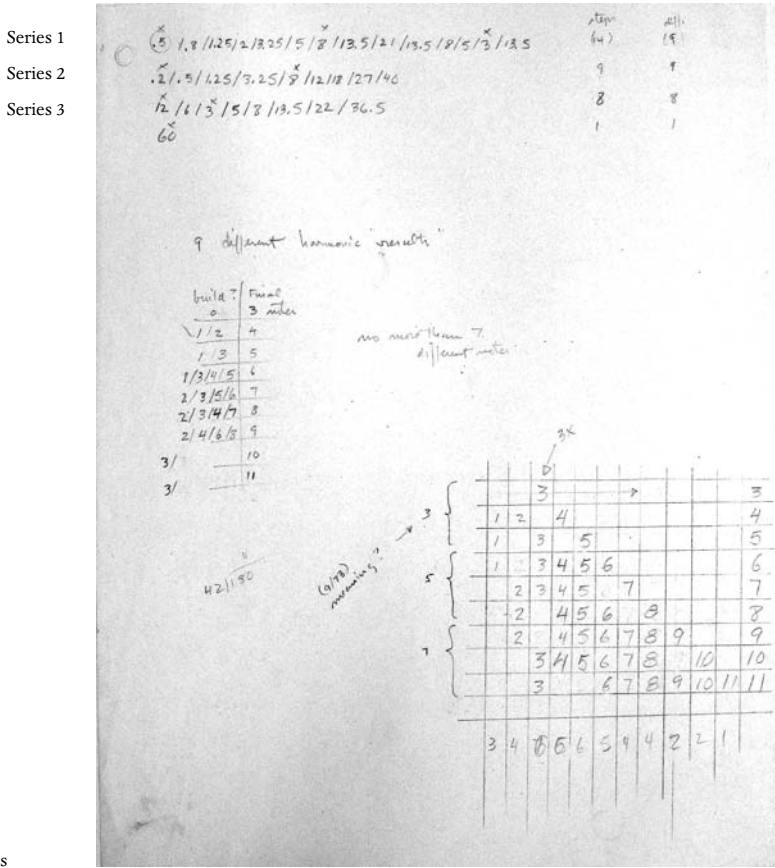 steps diff.
Series 1 .5 /.8 /1.25/2/3.25/5/8/13.5/21/13.5/8/5/3/13.5 (14) (9)
Series 2 .2/.5/1.25/3.25/8/12/18/27/40 9 9
Series 3 12/6/3/5/8/13.5/22/36.5 8 8
60 1 1
9 different harmonic "results"
build? Final
0 3 notes
1/2 4
1/3 5
1/3/4/5 6
2/3/5/6 7
2/3/4/7 8
2/4/6/8 9
3/ 10
3/ 11
no more than 7
different notes
42/150
(9/73)
meaning?
3x
3 3 3
1 2 4 4
1 3 5 5
5 1 3 4 5 6 6
2 3 4 5 7 7
2 4 5 6 8 8
7 2 4 5 6 7 8 9 9
3 4 5 6 7 8 10 10
3 6 7 8 9 10 11 11
3 4 6 6 5 4 4 2 2 1
s